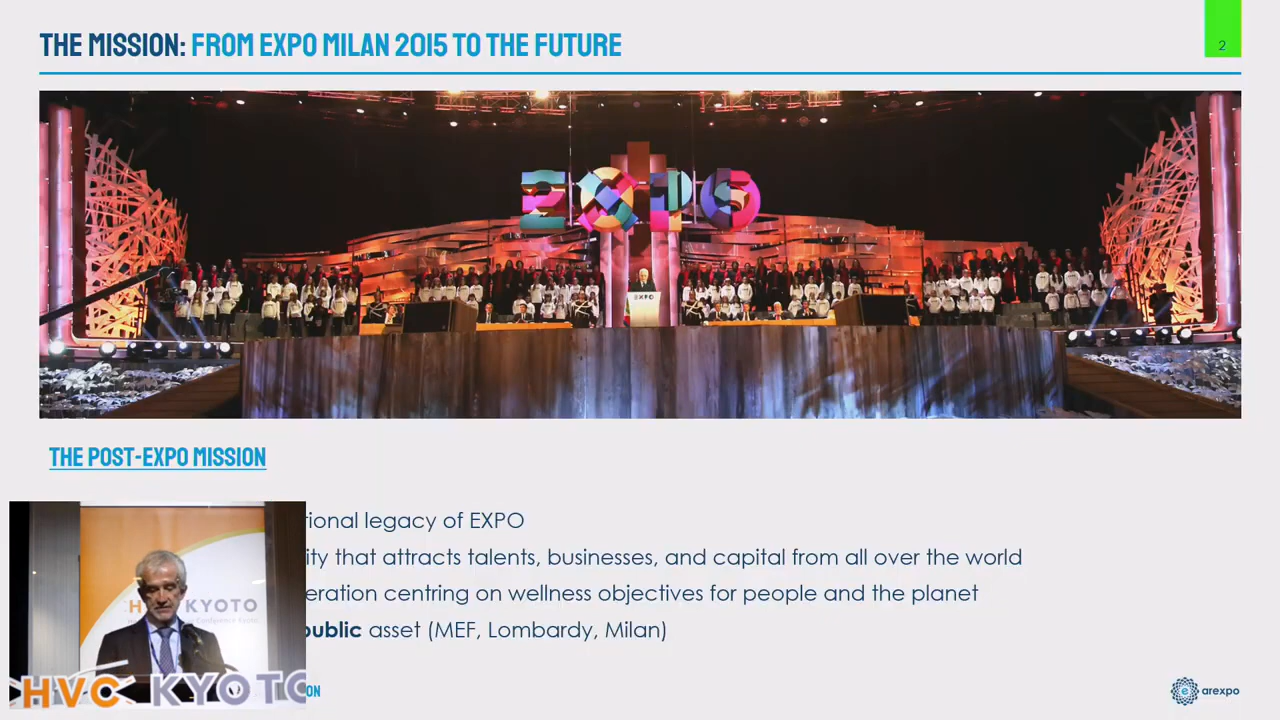 THE MISSION: FROM EXPO MILAN 2015 TO THE FUTURE
2
EXPO
EXPO
THE POST-EXPO MISSION
tional legacy of EXPO
ity that attracts talents, businesses, and capital from all over the world
eration centring on wellness objectives for people and the planet
public asset (MEF, Lombardy, Milan)
KYOTO
HVC KYOTO
ON
arexpo